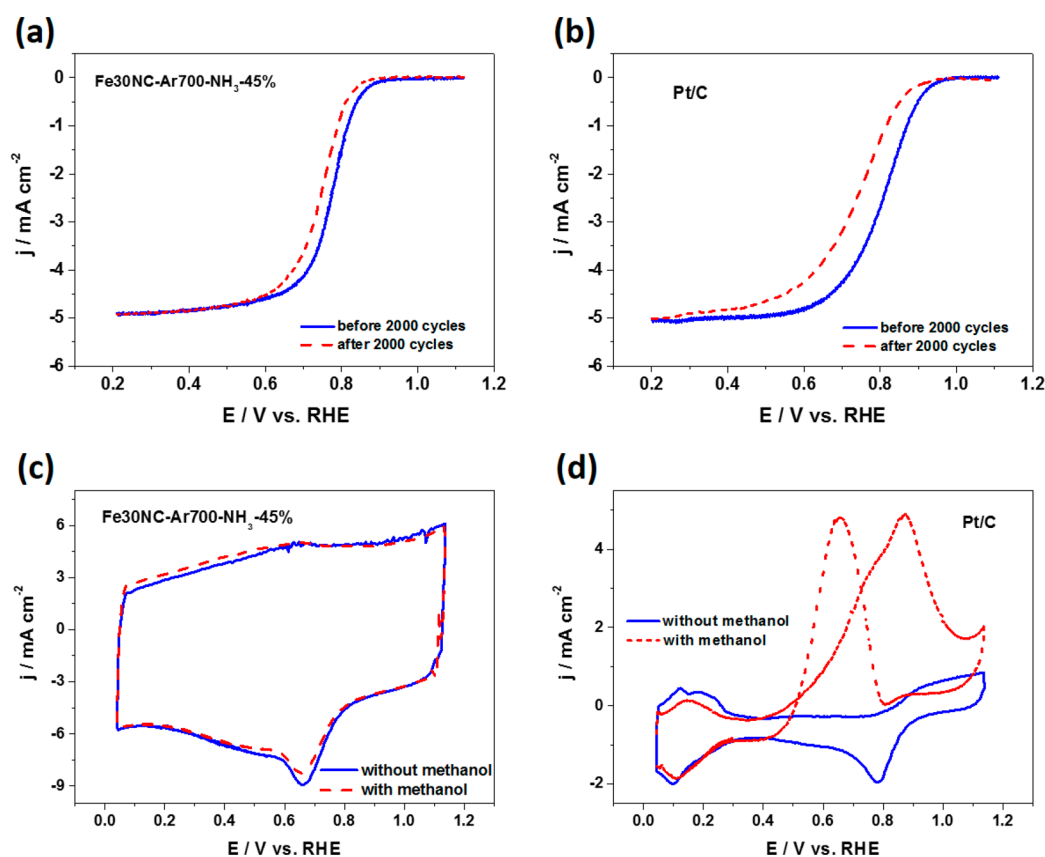 (a)
Fe30NC-Ar700-NH3-45%
0
-1
-2
-3
-4
-5
-6
j / mA cm-2
before 2000 cycles
after 2000 cycles
0.2 0.4 0.6 0.8 1.0 1.2
E / V vs. RHE
(b)
Pt/C
0
-1
-2
-3
-4
-5
-6
j / mA cm-2
before 2000 cycles
after 2000 cycles
0.2 0.4 0.6 0.8 1.0 1.2
E / V vs. RHE
(c)
Fe30NC-Ar700-NH3-45%
6
3
0
-3
-6
-9
j / mA cm-2
without methanol
with methanol
0.0 0.2 0.4 0.6 0.8 1.0 1.2
E / V vs. RHE
(d)
Pt/C
4
2
0
-2
j / mA cm-2
without methanol
with methanol
0.0 0.2 0.4 0.6 0.8 1.0 1.2
E / V vs. RHE